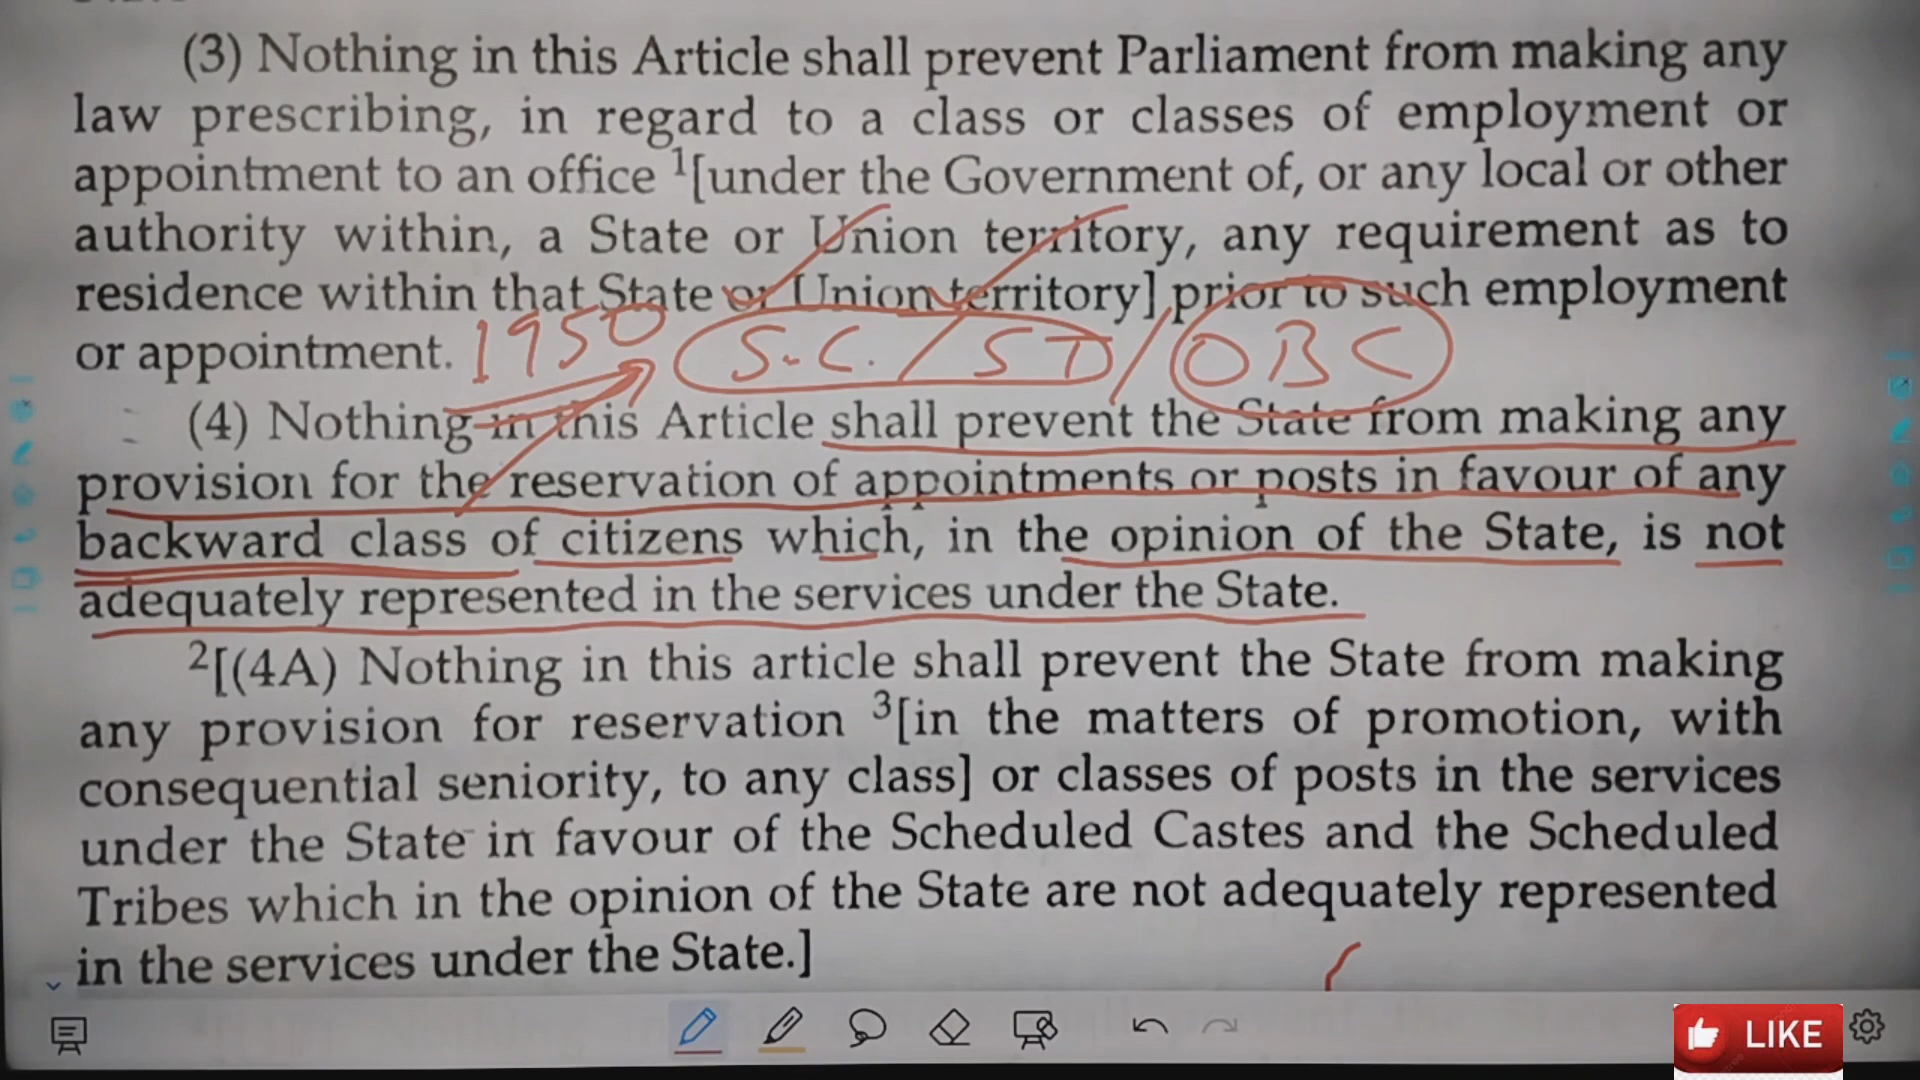 (3) Nothing in this Article shall prevent Parliament from making any
law prescribing, in regard to a class or classes of employment or
appointment to an office ¹[under the Government of, or any local or other
authority within, a State or Union territory, any requirement as to
residence within that State or Union territory] prior to such employment
or appointment.
1950 S.C. / ST / OBC
(4) Nothing in this Article shall prevent the State from making any
provision for the reservation of appointments or posts in favour of any
backward class of citizens which, in the opinion of the State, is not
adequately represented in the services under the State.
²[(4A) Nothing in this article shall prevent the State from making
any provision for reservation ³[in the matters of promotion, with
consequential seniority, to any class] or classes of posts in the services
under the State in favour of the Scheduled Castes and the Scheduled
Tribes which in the opinion of the State are not adequately represented
in the services under the State.]
LIKE